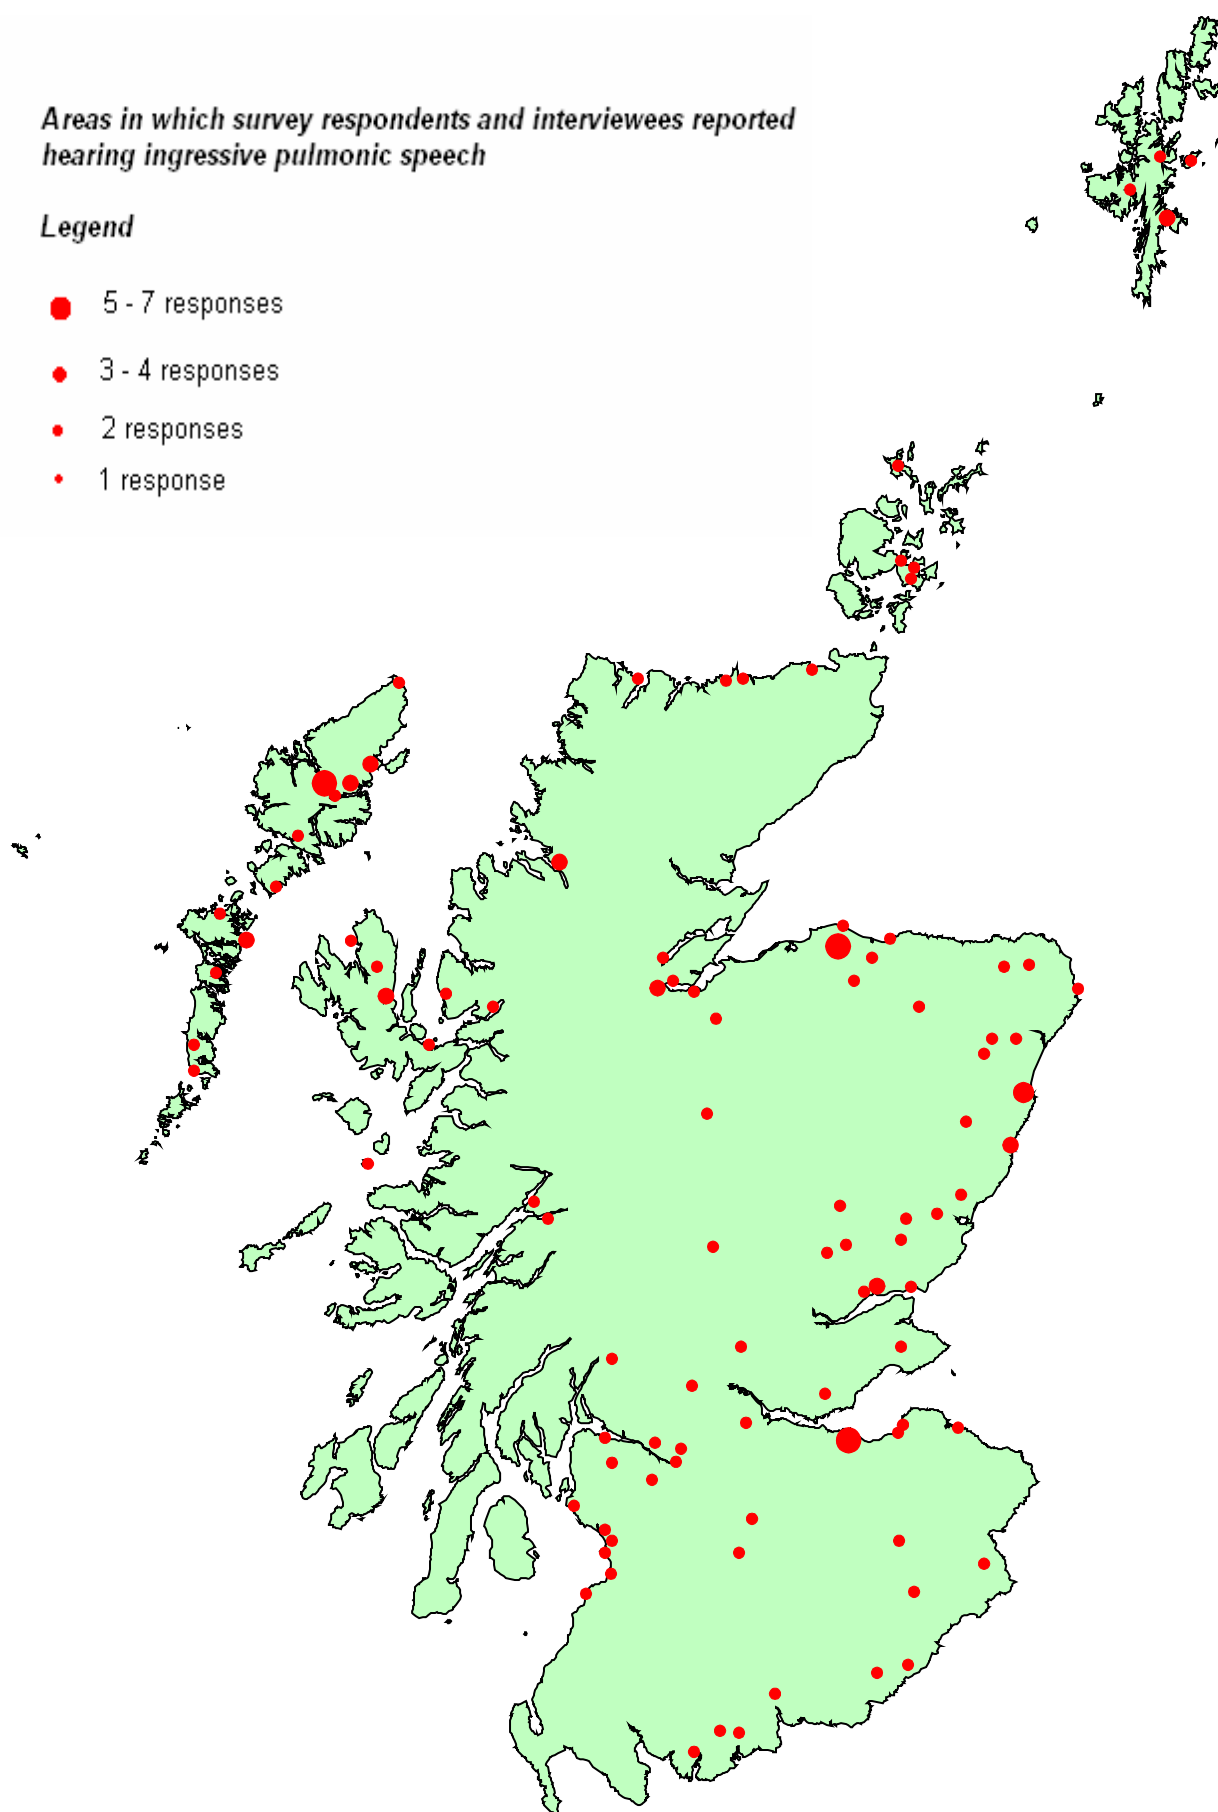 Areas in which survey respondents and interviewees reported
hearing ingressive pulmonic speech
Legend
5 - 7 responses
3 - 4 responses
2 responses
1 response